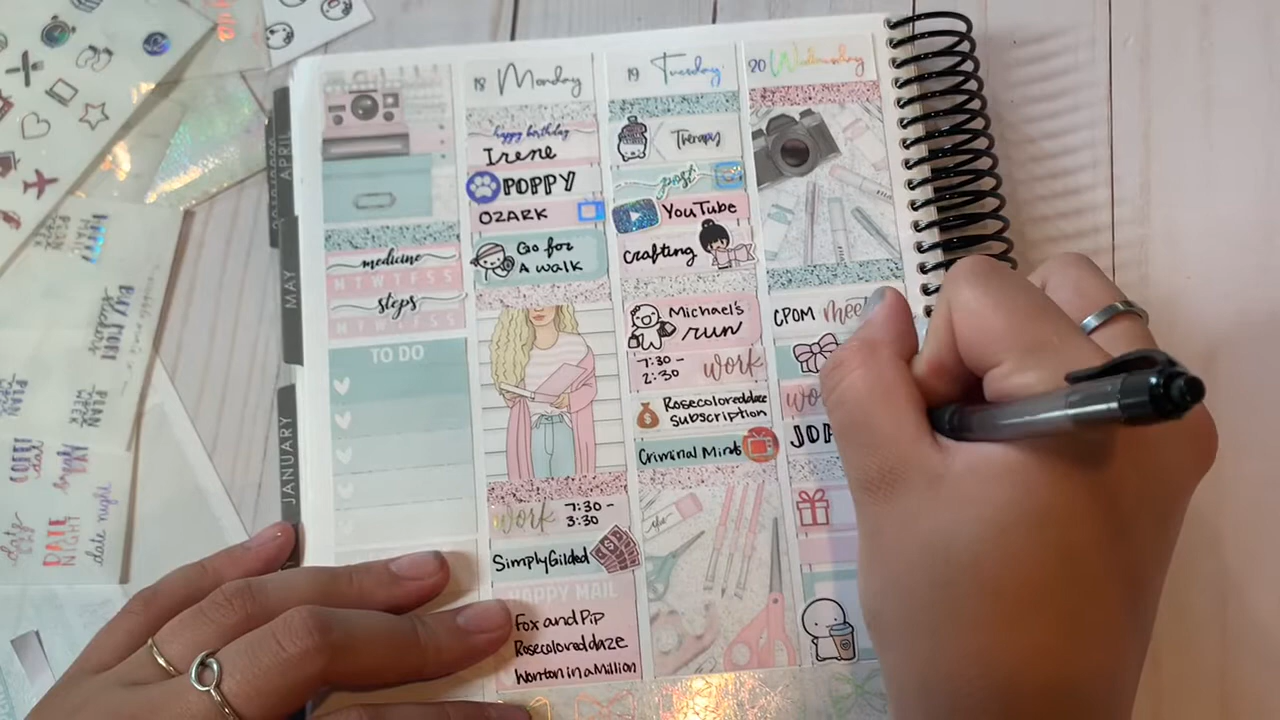 APRIL
MAY
JANUARY
medicine
M T W T F S S
steps
M T W T F S S
TO DO
18 Monday
happy birthday
Irene
POPPY
OZARK
Go for
A walk
work 7:30 -
3:30
SimplyGilded
HAPPY MAIL
Fox and Pip
Rosecoloreddaze
Wonton in a Million
19 Tuesday
Therapy
post
YouTube
crafting
Michael's
run
7:30 -
2:30
work
Rosecoloreddaze
subscription
Criminal Minds
20 Wednesday
CPOM meet
DATE
NIGHT
date night